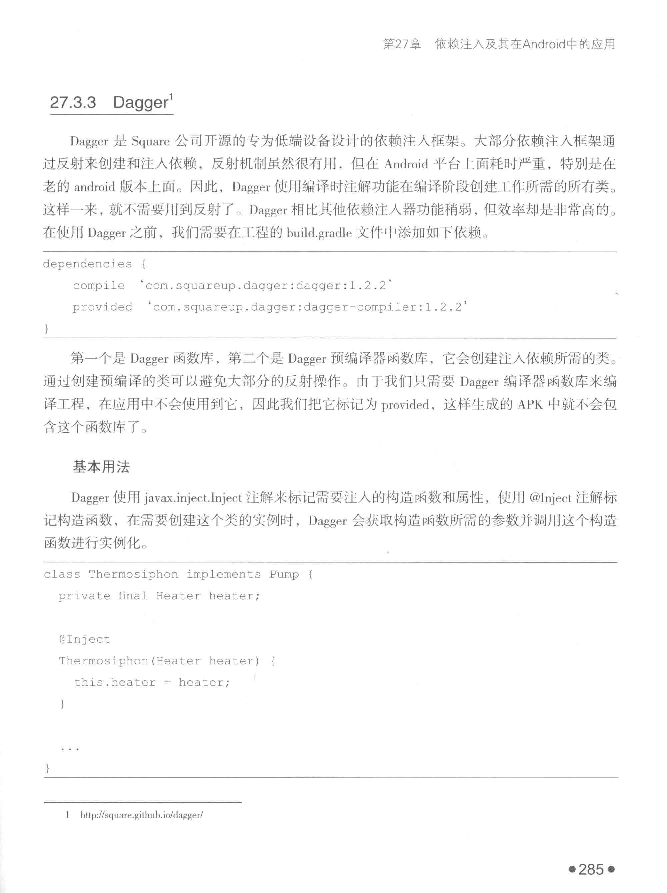 第27章 依赖注入及其在Android中的应用
27.3.3 Dagger1
Dagger 是 Square 公司开源的专为低端设备设计的依赖注入框架。大部分依赖注入框架通
过反射来创建和注入依赖，反射机制虽然很有用，但在 Android 平台上面耗时严重，特别是在
老的 android 版本上面。因此，Dagger 使用编译时注解功能在编译阶段创建工作所需的所有类。
这样一来，就不需要用到反射了。Dagger 相比其他依赖注入器功能稍弱，但效率却是非常高的。
在使用 Dagger 之前，我们需要在工程的 build.gradle 文件中添加如下依赖。
dependencies {
compile 'com.squareup.dagger:dagger:1.2.2'
provided 'com.squareup.dagger:dagger-compiler:1.2.2'
}
第一个是 Dagger 函数库，第二个是 Dagger 预编译器函数库，它会创建注入依赖所需的类。
通过创建预编译的类可以避免大部分的反射操作。由于我们只需要 Dagger 编译器函数库来编
译工程，在应用中不会使用到它，因此我们把它标记为 provided，这样生成的 APK 中就不会包
含这个函数库了。
基本用法
Dagger 使用 javax.inject.Inject 注解来标记需要注入的构造函数和属性，使用 @Inject 注解标
记构造函数，在需要创建这个类的实例时，Dagger 会获取构造函数所需的参数并调用这个构造
函数进行实例化。
class Thermosiphon implements Pump {
private final Heater heater;
@Inject
Thermosiphon(Heater heater) {
this.heater = heater;
}
...
}
1 http://square.github.io/dagger/
●285●